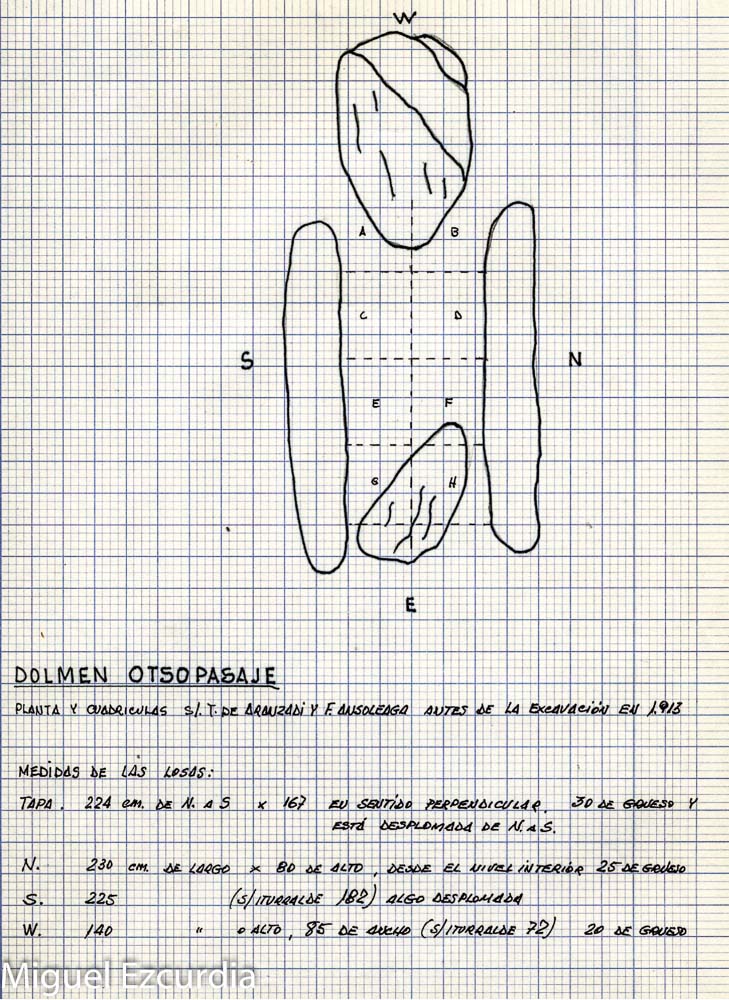 W
A B
C D
S N
E F
G H
E
DOLMEN OTSOPASAJE
PLANTA Y CUADRICULAS S/. T. DE ARANZADI Y F. ANSOLEAGA ANTES DE LA EXCAVACIÓN EN 1.913
MEDIDAS DE LAS LOSAS:
TAPA. 224 cm. DE N. A S × 167 EN SENTIDO PERPENDICULAR. 30 DE GRUESO Y
ESTÁ DESPLOMADA DE N. A S.
N. 230 cm. DE LARGO × 80 DE ALTO, DESDE EL NIVEL INTERIOR 25 DE GRUESO
S. 225 (S/ ITURRALDE 182) ALGO DESPLOMADA
W. 140 " o ALTO, 85 DE ANCHO (S/ ITURRALDE 72) 20 DE GRUESO
Miguel Ezcurdia